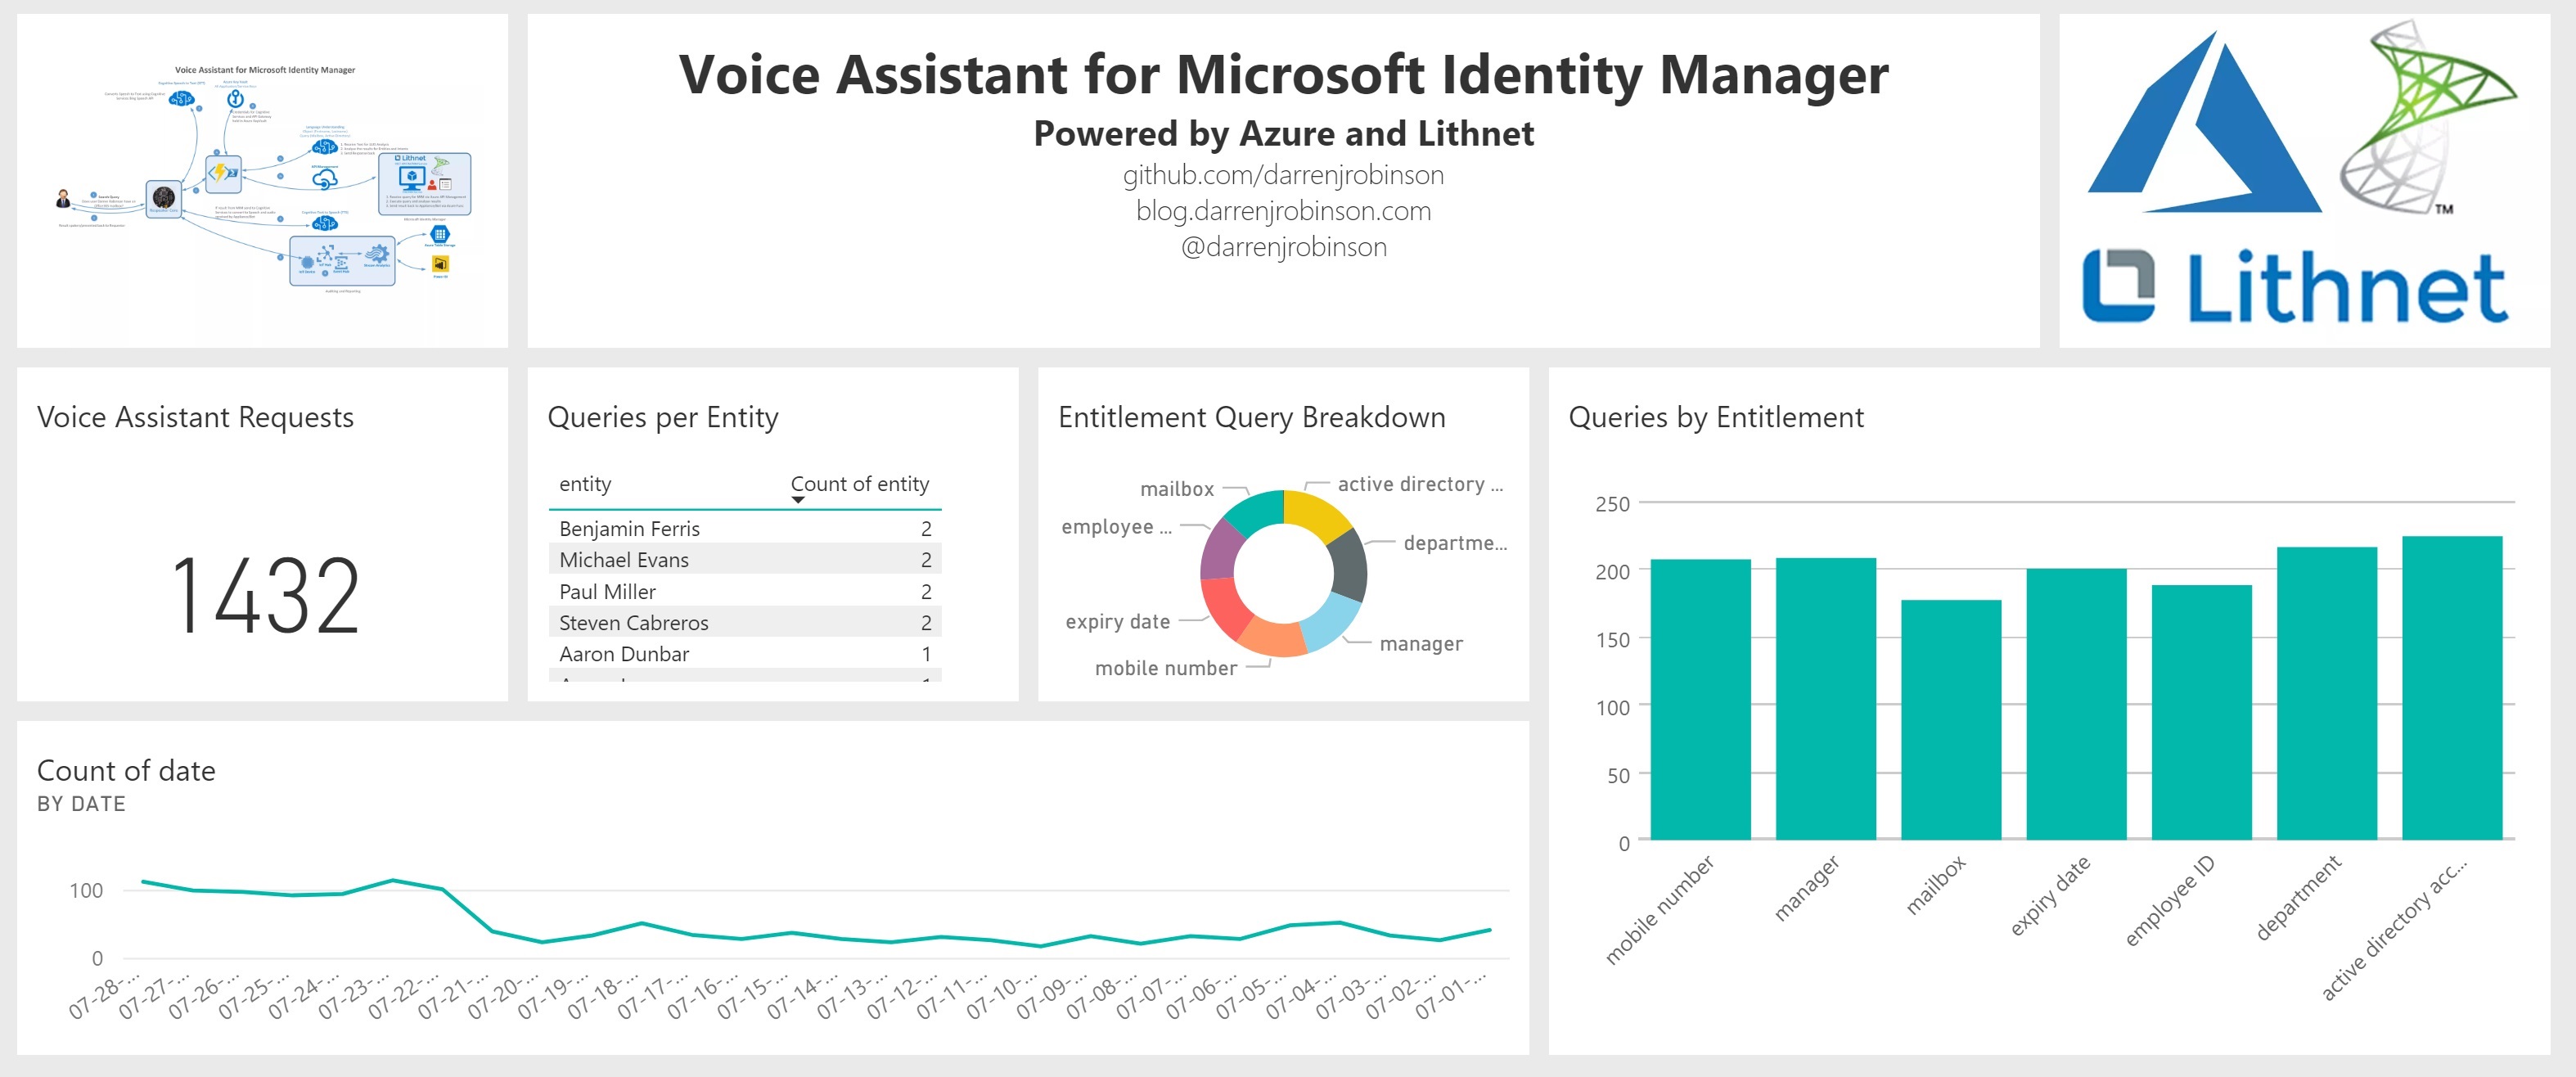 Voice Assistant for Microsoft Identity Manager
Lithnet
Voice Assistant for Microsoft Identity Manager
Powered by Azure and Lithnet
github.com/darrenjrobinson
blog.darrenjrobinson.com
@darrenjrobinson
TM
Lithnet
Voice Assistant Requests
1432
Queries per Entity
entity Count of entity
Benjamin Ferris 2
Michael Evans 2
Paul Miller 2
Steven Cabreros 2
Aaron Dunbar 1
Entitlement Query Breakdown
mailbox
active directory ...
employee ...
departme...
expiry date
manager
mobile number
Queries by Entitlement
250
200
150
100
50
0
mobile number
manager
mailbox
expiry date
employee ID
department
active directory acc...
Count of date
BY DATE
100
0
07-28-...
07-27-...
07-26-...
07-25-...
07-24-...
07-23-...
07-22-...
07-21-...
07-20-...
07-19-...
07-18-...
07-17-...
07-16-...
07-15-...
07-14-...
07-13-...
07-12-...
07-11-...
07-10-...
07-09-...
07-08-...
07-07-...
07-06-...
07-05-...
07-04-...
07-03-...
07-02-...
07-01-...